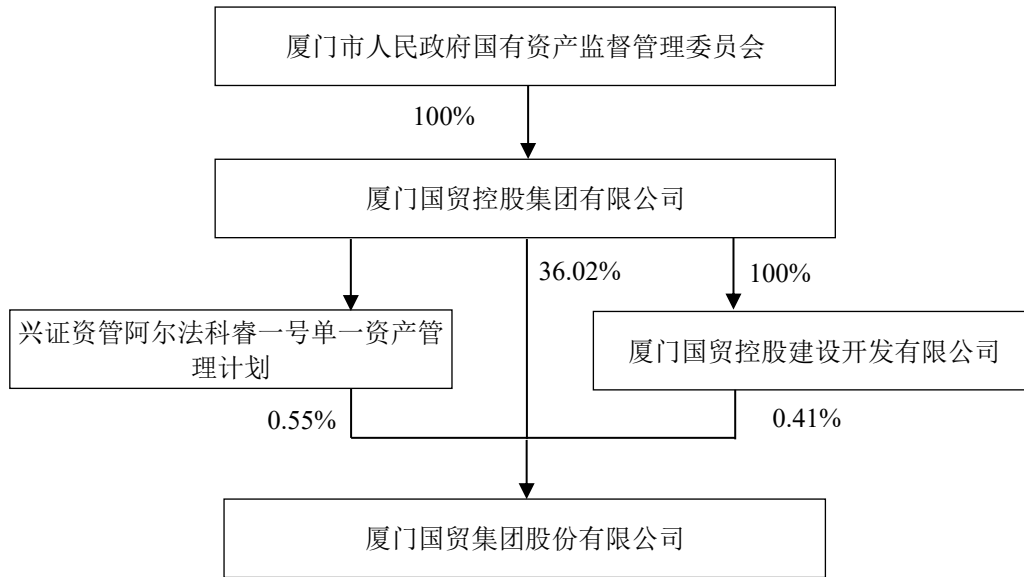 厦门市人民政府国有资产监督管理委员会
100%
厦门国贸控股集团有限公司
36.02%
100%
兴证资管阿尔法科睿一号单一资产管
理计划
厦门国贸控股建设开发有限公司
0.55%
0.41%
厦门国贸集团股份有限公司